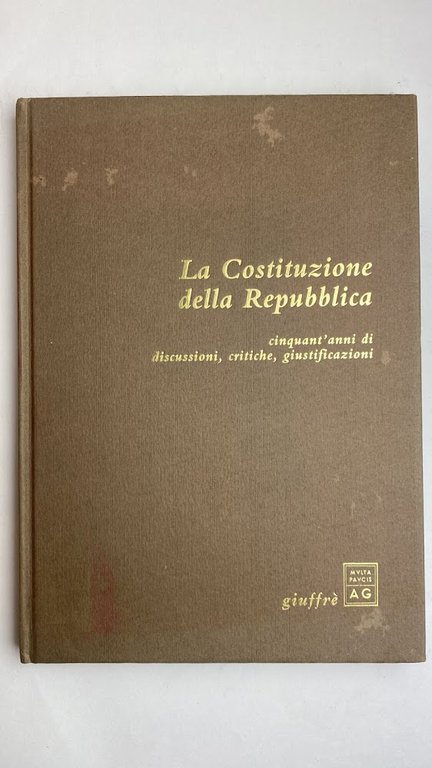 La Costituzione
della Repubblica
cinquant'anni di
discussioni, critiche, giustificazioni
giuffrè
MVLTA
PAVCIS
AG